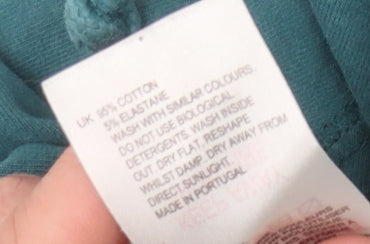 UK 95% COTTON
5% ELASTANE
WASH WITH SIMILAR COLOURS.
DO NOT USE BIOLOGICAL
DETERGENTS. WASH INSIDE
OUT. DRY FLAT. RESHAPE
WHILST DAMP. DRY AWAY FROM
DIRECT SUNLIGHT.
MADE IN PORTUGAL
COLOURS